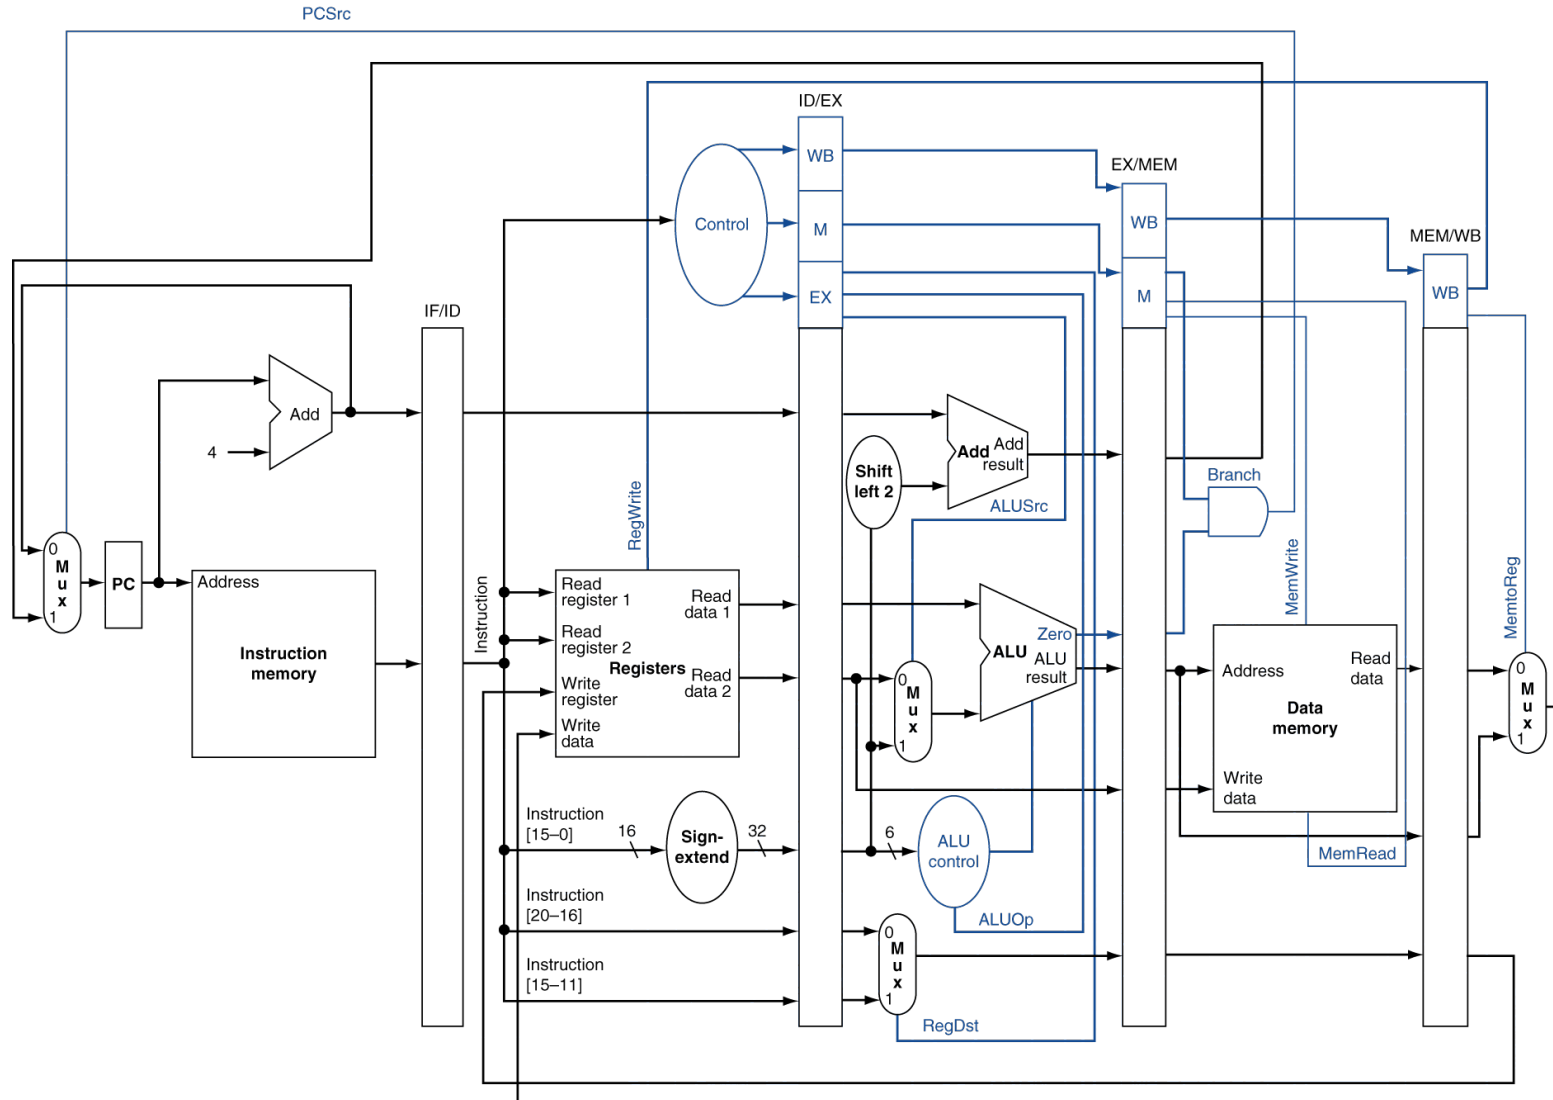 PCSrc
ID/EX
WB
EX/MEM
Control
M
WB
MEM/WB
EX
M
WB
IF/ID
Add
4
Shift
left 2
Add
Add
result
Branch
ALUSrc
RegWrite
MemWrite
MemtoReg
0
M
u
x
1
PC
Address
Instruction
memory
Instruction
Read
register 1
Read
register 2
Write
register
Write
data
Registers
Read
data 1
Read
data 2
0
M
u
x
1
Zero
ALU
ALU
result
Address
Read
data
Data
memory
Write
data
0
M
u
x
1
Instruction
[15–0]
16
Sign-
extend
32
6
ALU
control
MemRead
Instruction
[20–16]
ALUOp
0
M
u
x
1
Instruction
[15–11]
RegDst